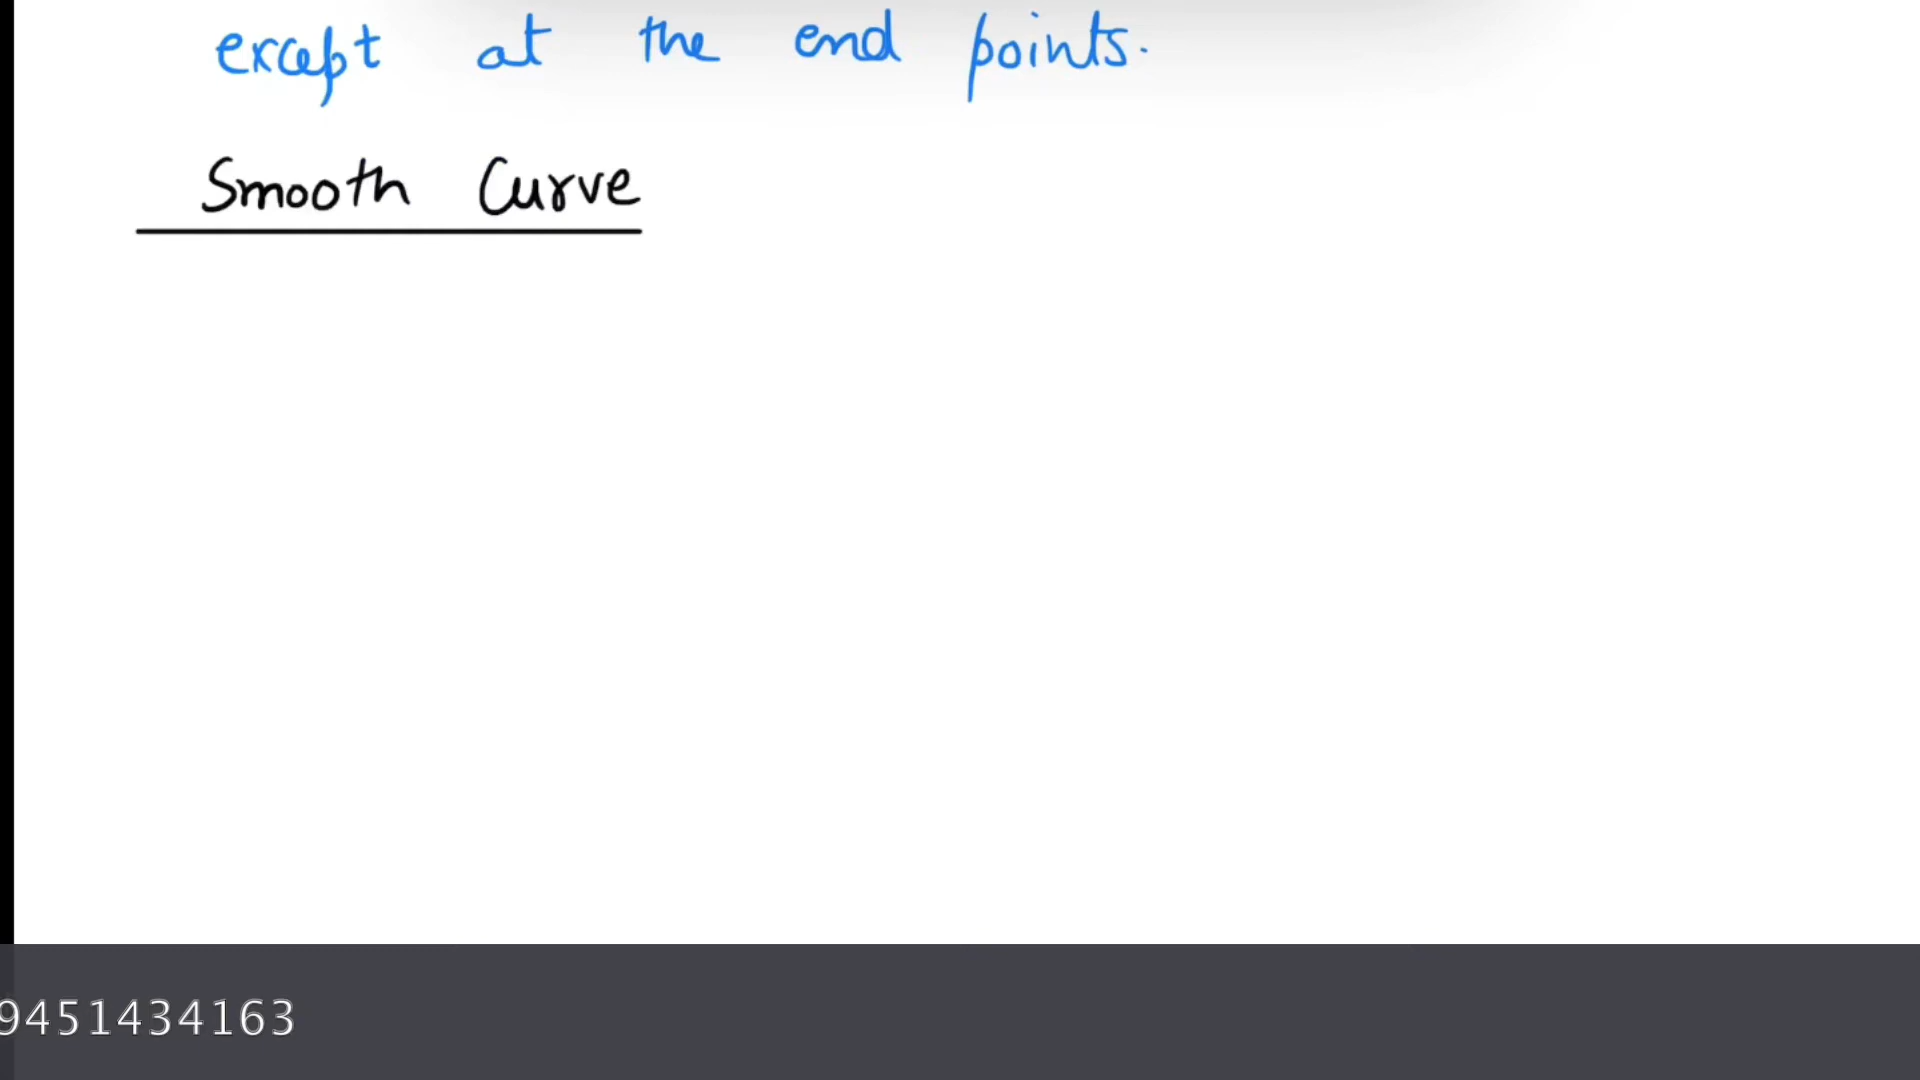 except at the end points.
Smooth Curve
9451434163